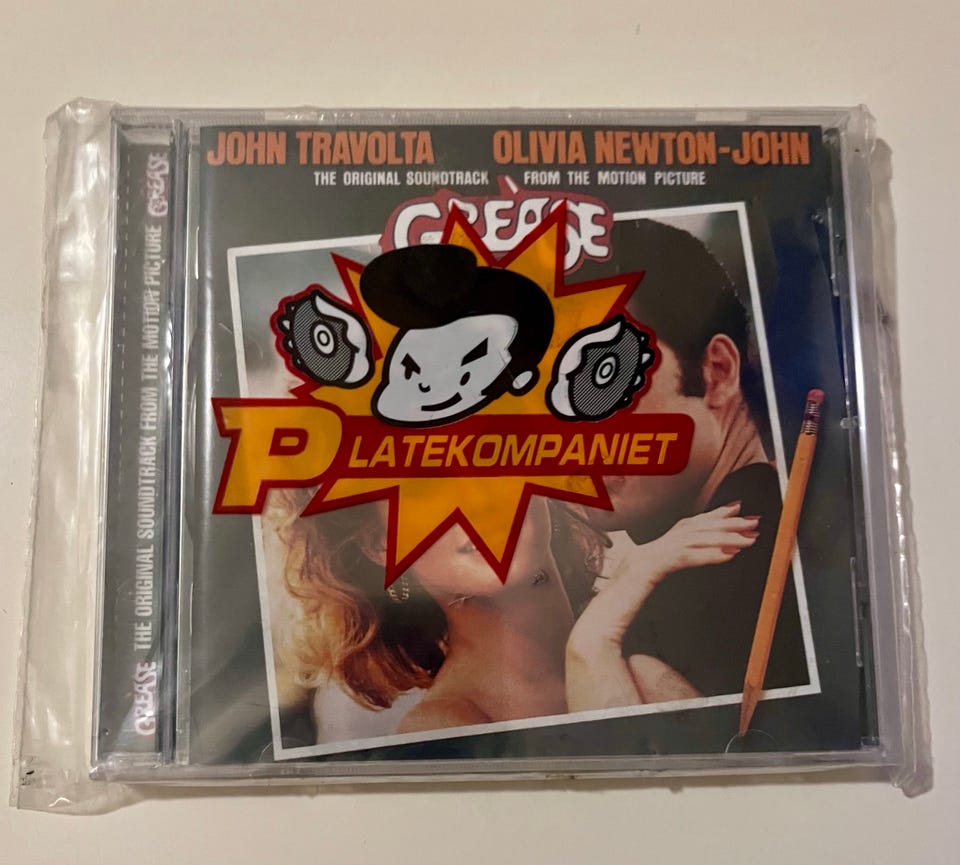 JOHN TRAVOLTA OLIVIA NEWTON-JOHN
THE ORIGINAL SOUNDTRACK FROM THE MOTION PICTURE
GREASE
PLATEKOMPANIET
GREASE THE ORIGINAL SOUNDTRACK FROM THE MOTION PICTURE GREASE